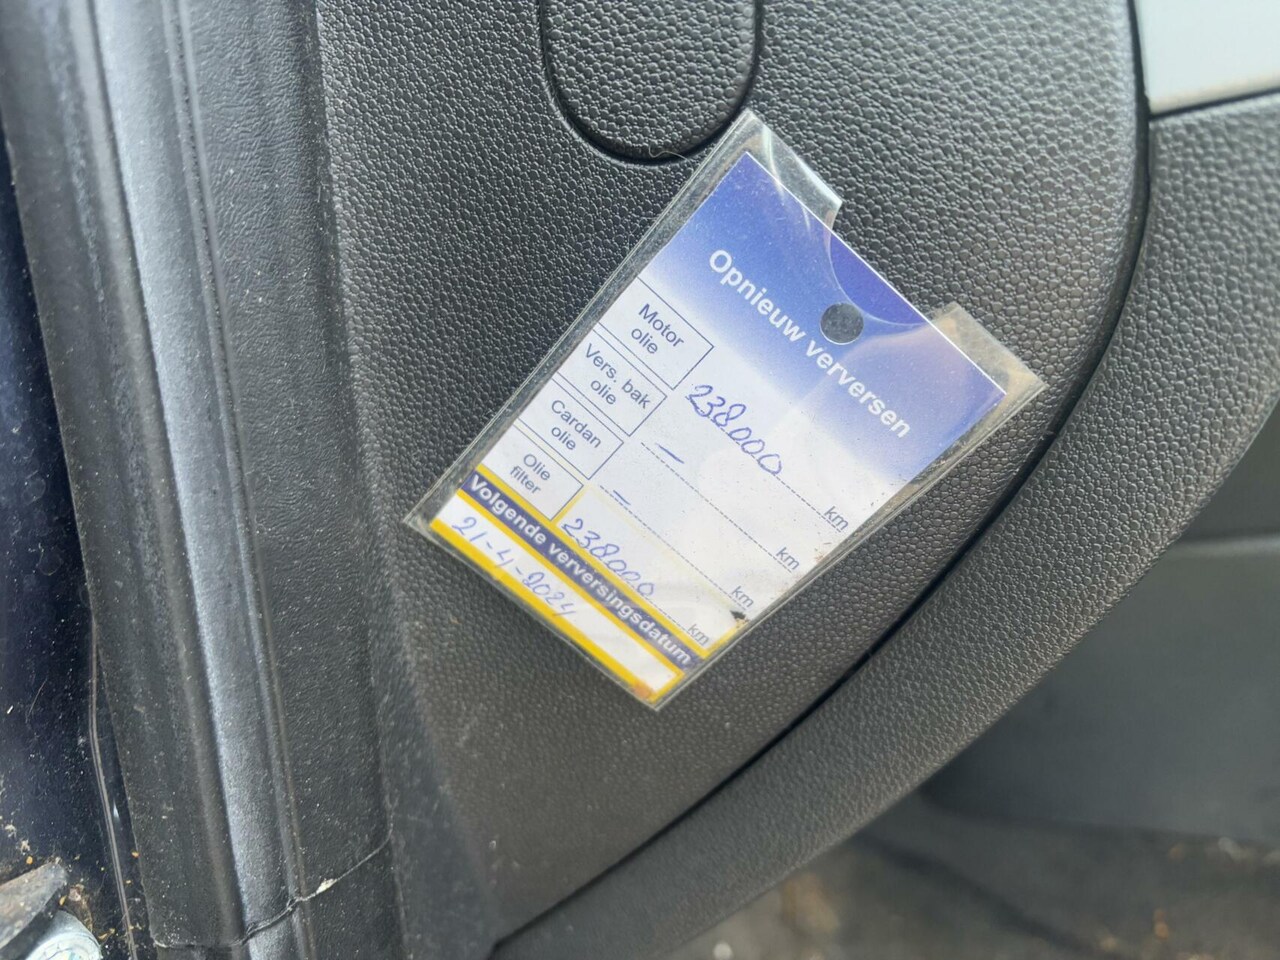 Opnieuw verversen
Motor olie 238000 km
Vers. bak olie — km
Cardan olie – km
Olie filter 238000 km
Volgende verversingsdatum
21-4-2024